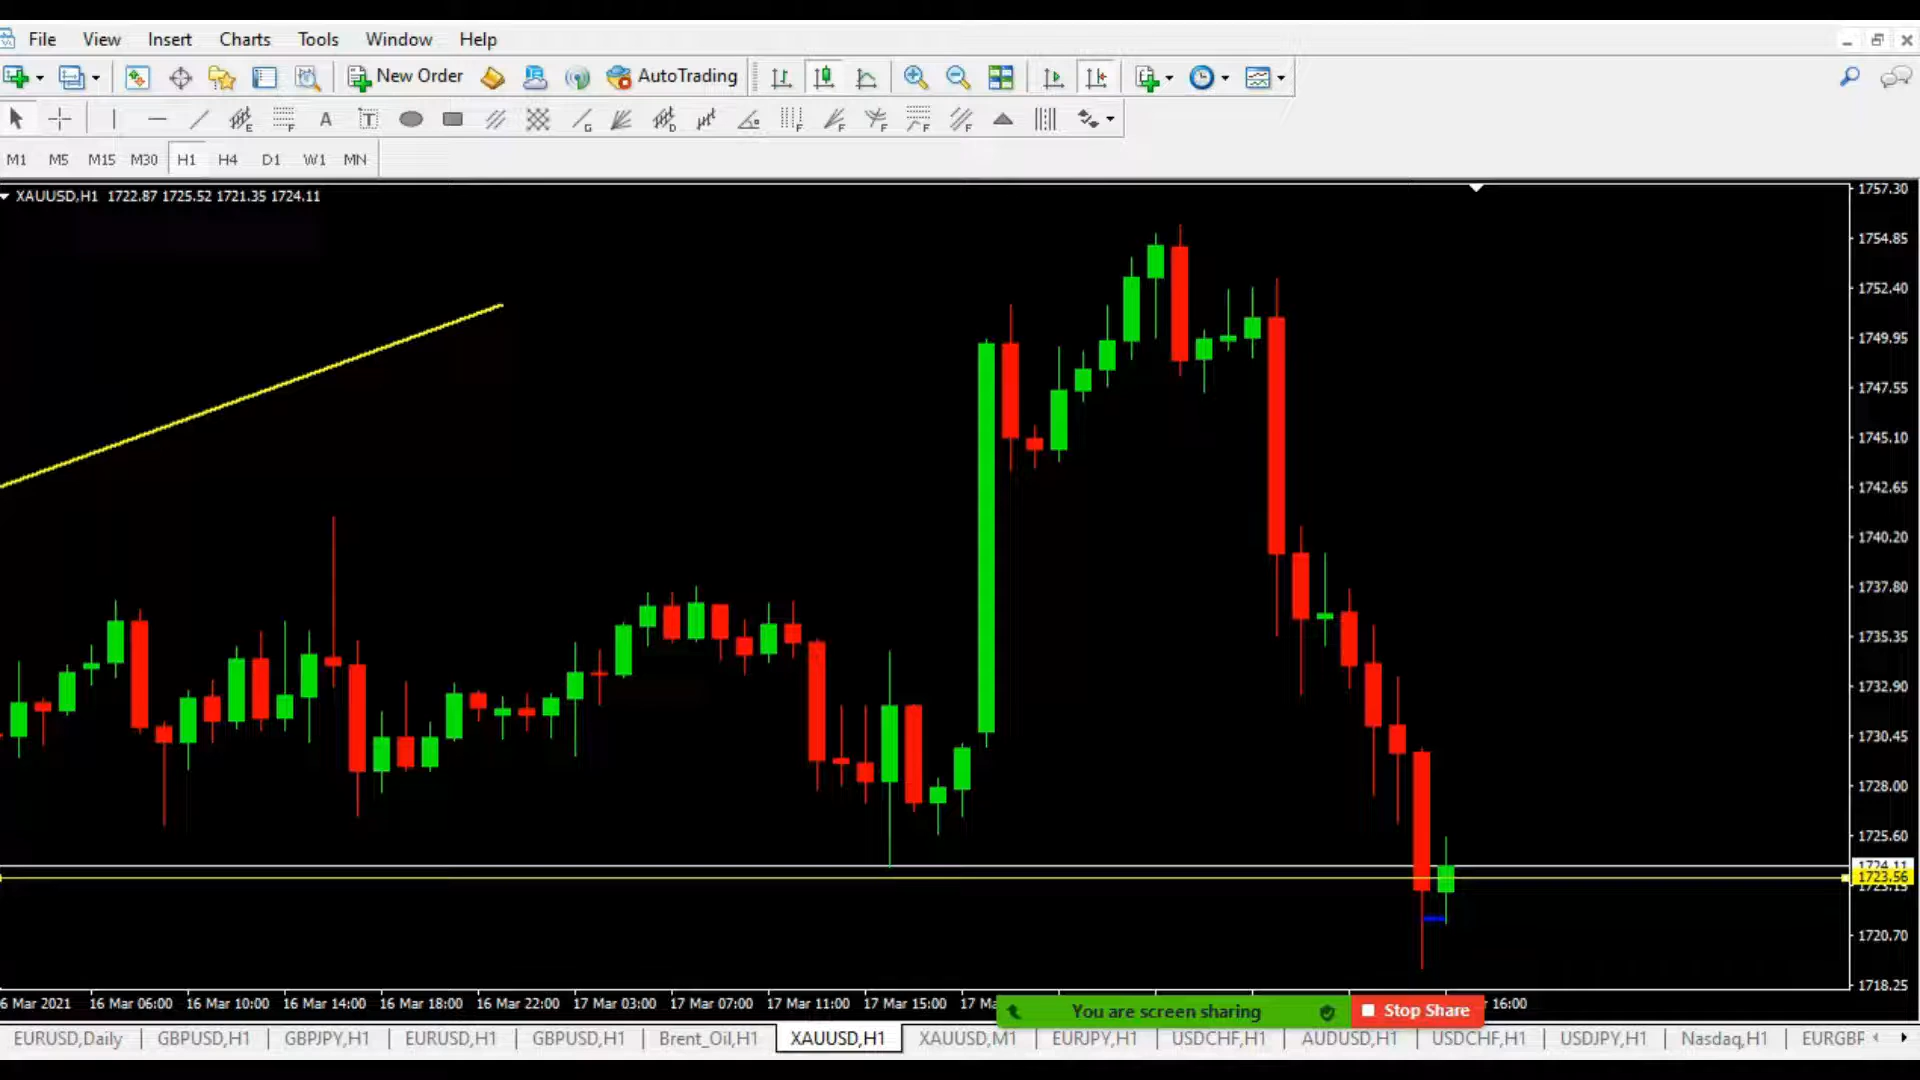 File View Insert Charts Tools Window Help
New Order AutoTrading
M1 M5 M15 M30 H1 H4 D1 W1 MN
XAUUSD,H1 1722.87 1725.52 1721.35 1724.11
1757.30
1754.85
1752.40
1749.95
1747.55
1745.10
1742.65
1740.20
1737.80
1735.35
1732.90
1730.45
1728.00
1725.60
1724.11
1723.56
1723.15
1720.70
1718.25
6 Mar 2021 16 Mar 06:00 16 Mar 10:00 16 Mar 14:00 16 Mar 18:00 16 Mar 22:00 17 Mar 03:00 17 Mar 07:00 17 Mar 11:00 17 Mar 15:00 17 M 16:00
You are screen sharing Stop Share
EURUSD,Daily GBPUSD,H1 GBPJPY,H1 EURUSD,H1 GBPUSD,H1 Brent_Oil,H1 XAUUSD,H1 XAUUSD,M1 EURJPY,H1 USDCHF,H1 AUDUSD,H1 USDCHF,H1 USDJPY,H1 Nasdaq,H1 EURGBP